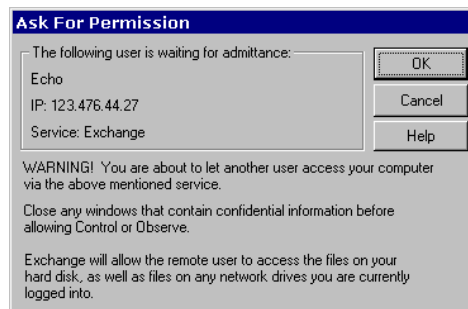 Ask For Permission
The following user is waiting for admittance:
Echo
IP: 123.476.44.27
Service: Exchange
OK
Cancel
Help
WARNING! You are about to let another user access your computer
via the above mentioned service.
Close any windows that contain confidential information before
allowing Control or Observe.
Exchange will allow the remote user to access the files on your
hard disk, as well as files on any network drives you are currently
logged into.